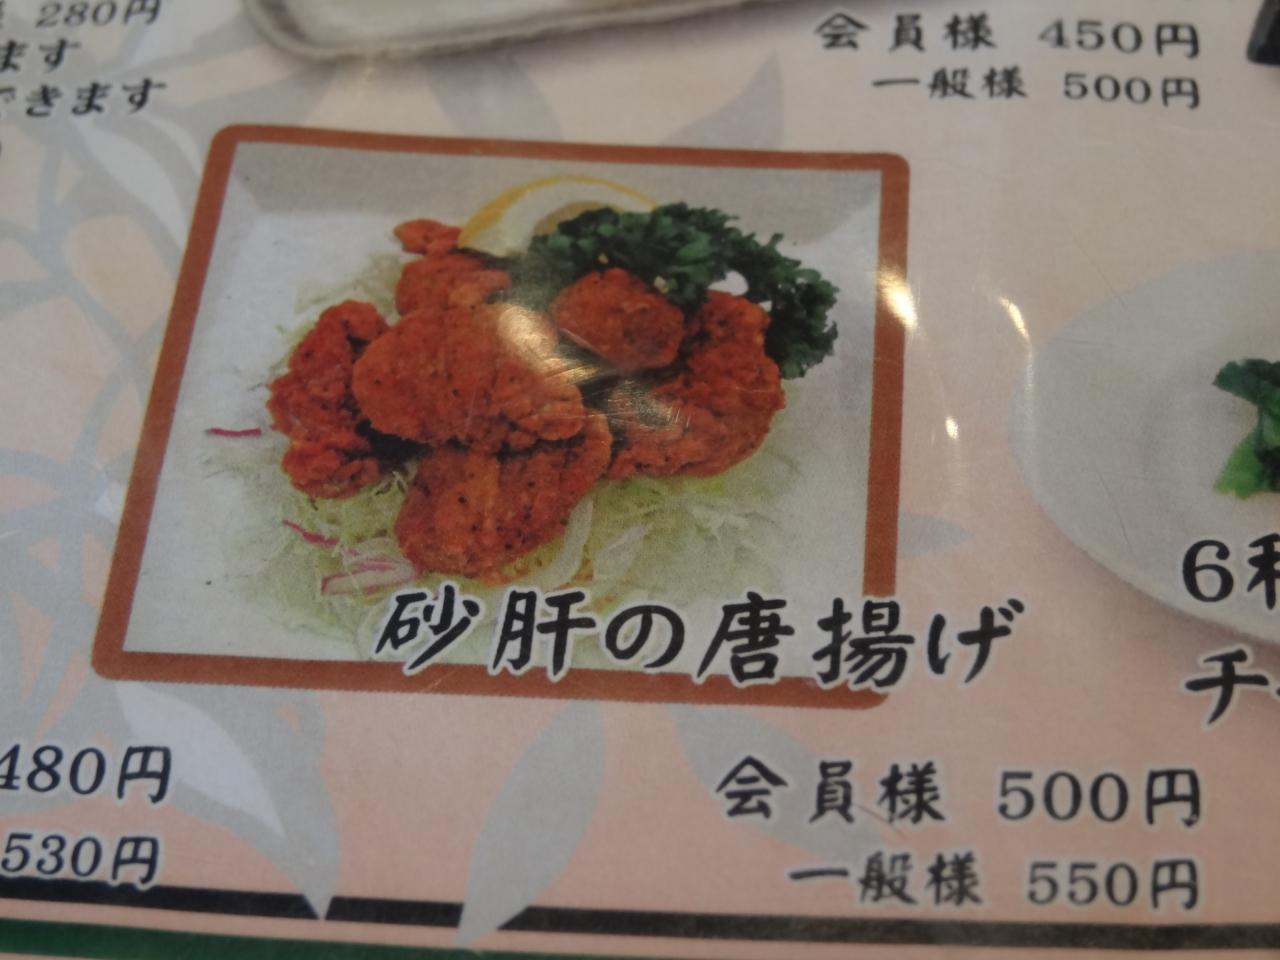 280円
ます
できます
会員様 450円
一般様 500円
砂肝の唐揚げ
6
チ
480円
530円
会員様 500円
一般様 550円